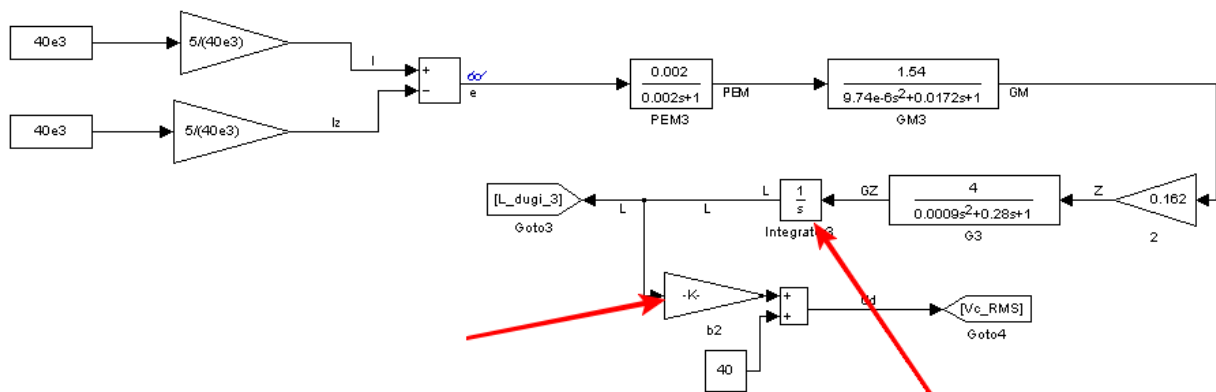 40e3
5/(40e3)
I
+
−
e
40e3
5/(40e3)
Iz
0.002
0.002s+1
PEM3
PEM
1.54
9.74e-6s²+0.0172s+1
GM3
GM
[L_dugi_3]
Goto3
L
L
L
1
s
GZ
4
0.0009s²+0.28s+1
G3
Z
0.162
2
-K-
b2
+
+
40
[Vc_RMS]
Goto4